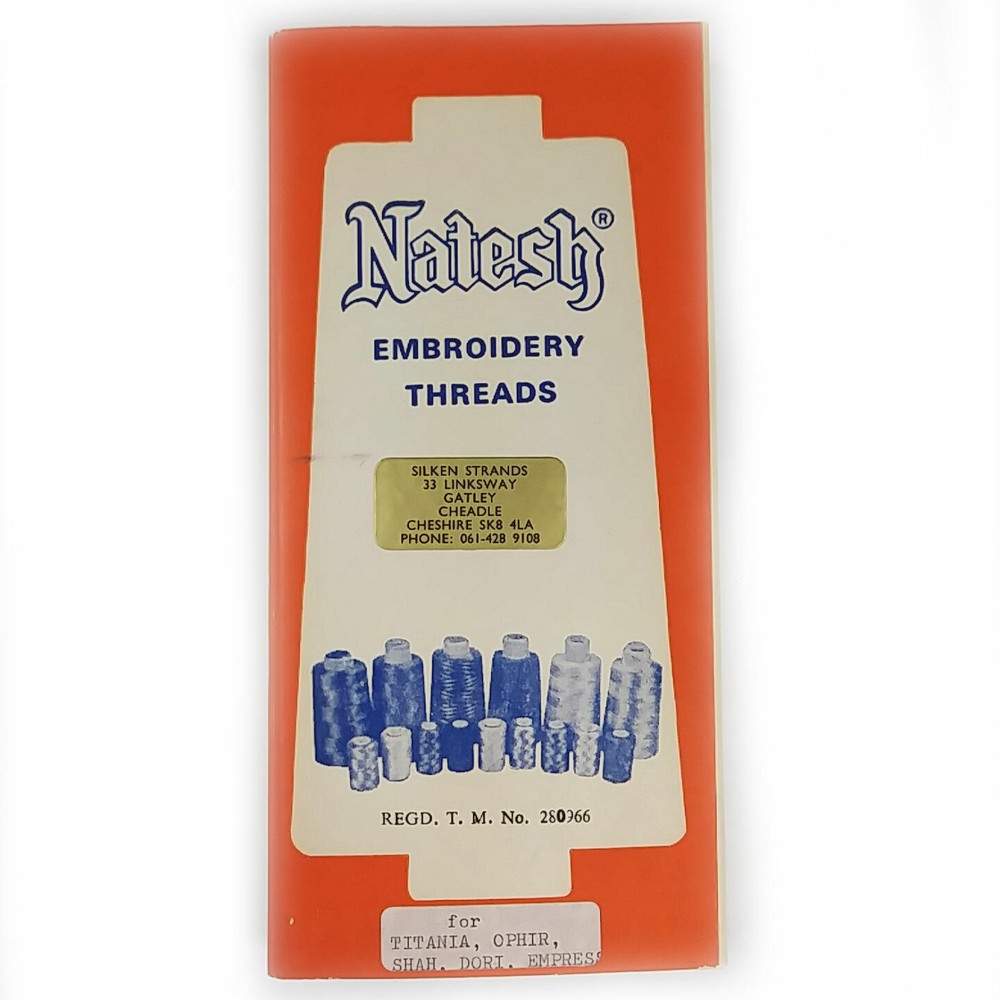 Natesh®
EMBROIDERY
THREADS
SILKEN STRANDS
33 LINKSWAY
GATLEY
CHEADLE
CHESHIRE SK8 4LA
PHONE: 061-428 9108
REGD. T. M. No. 280966
for
TITANIA, OPHIR,
SHAH, DORI, EMPRESS